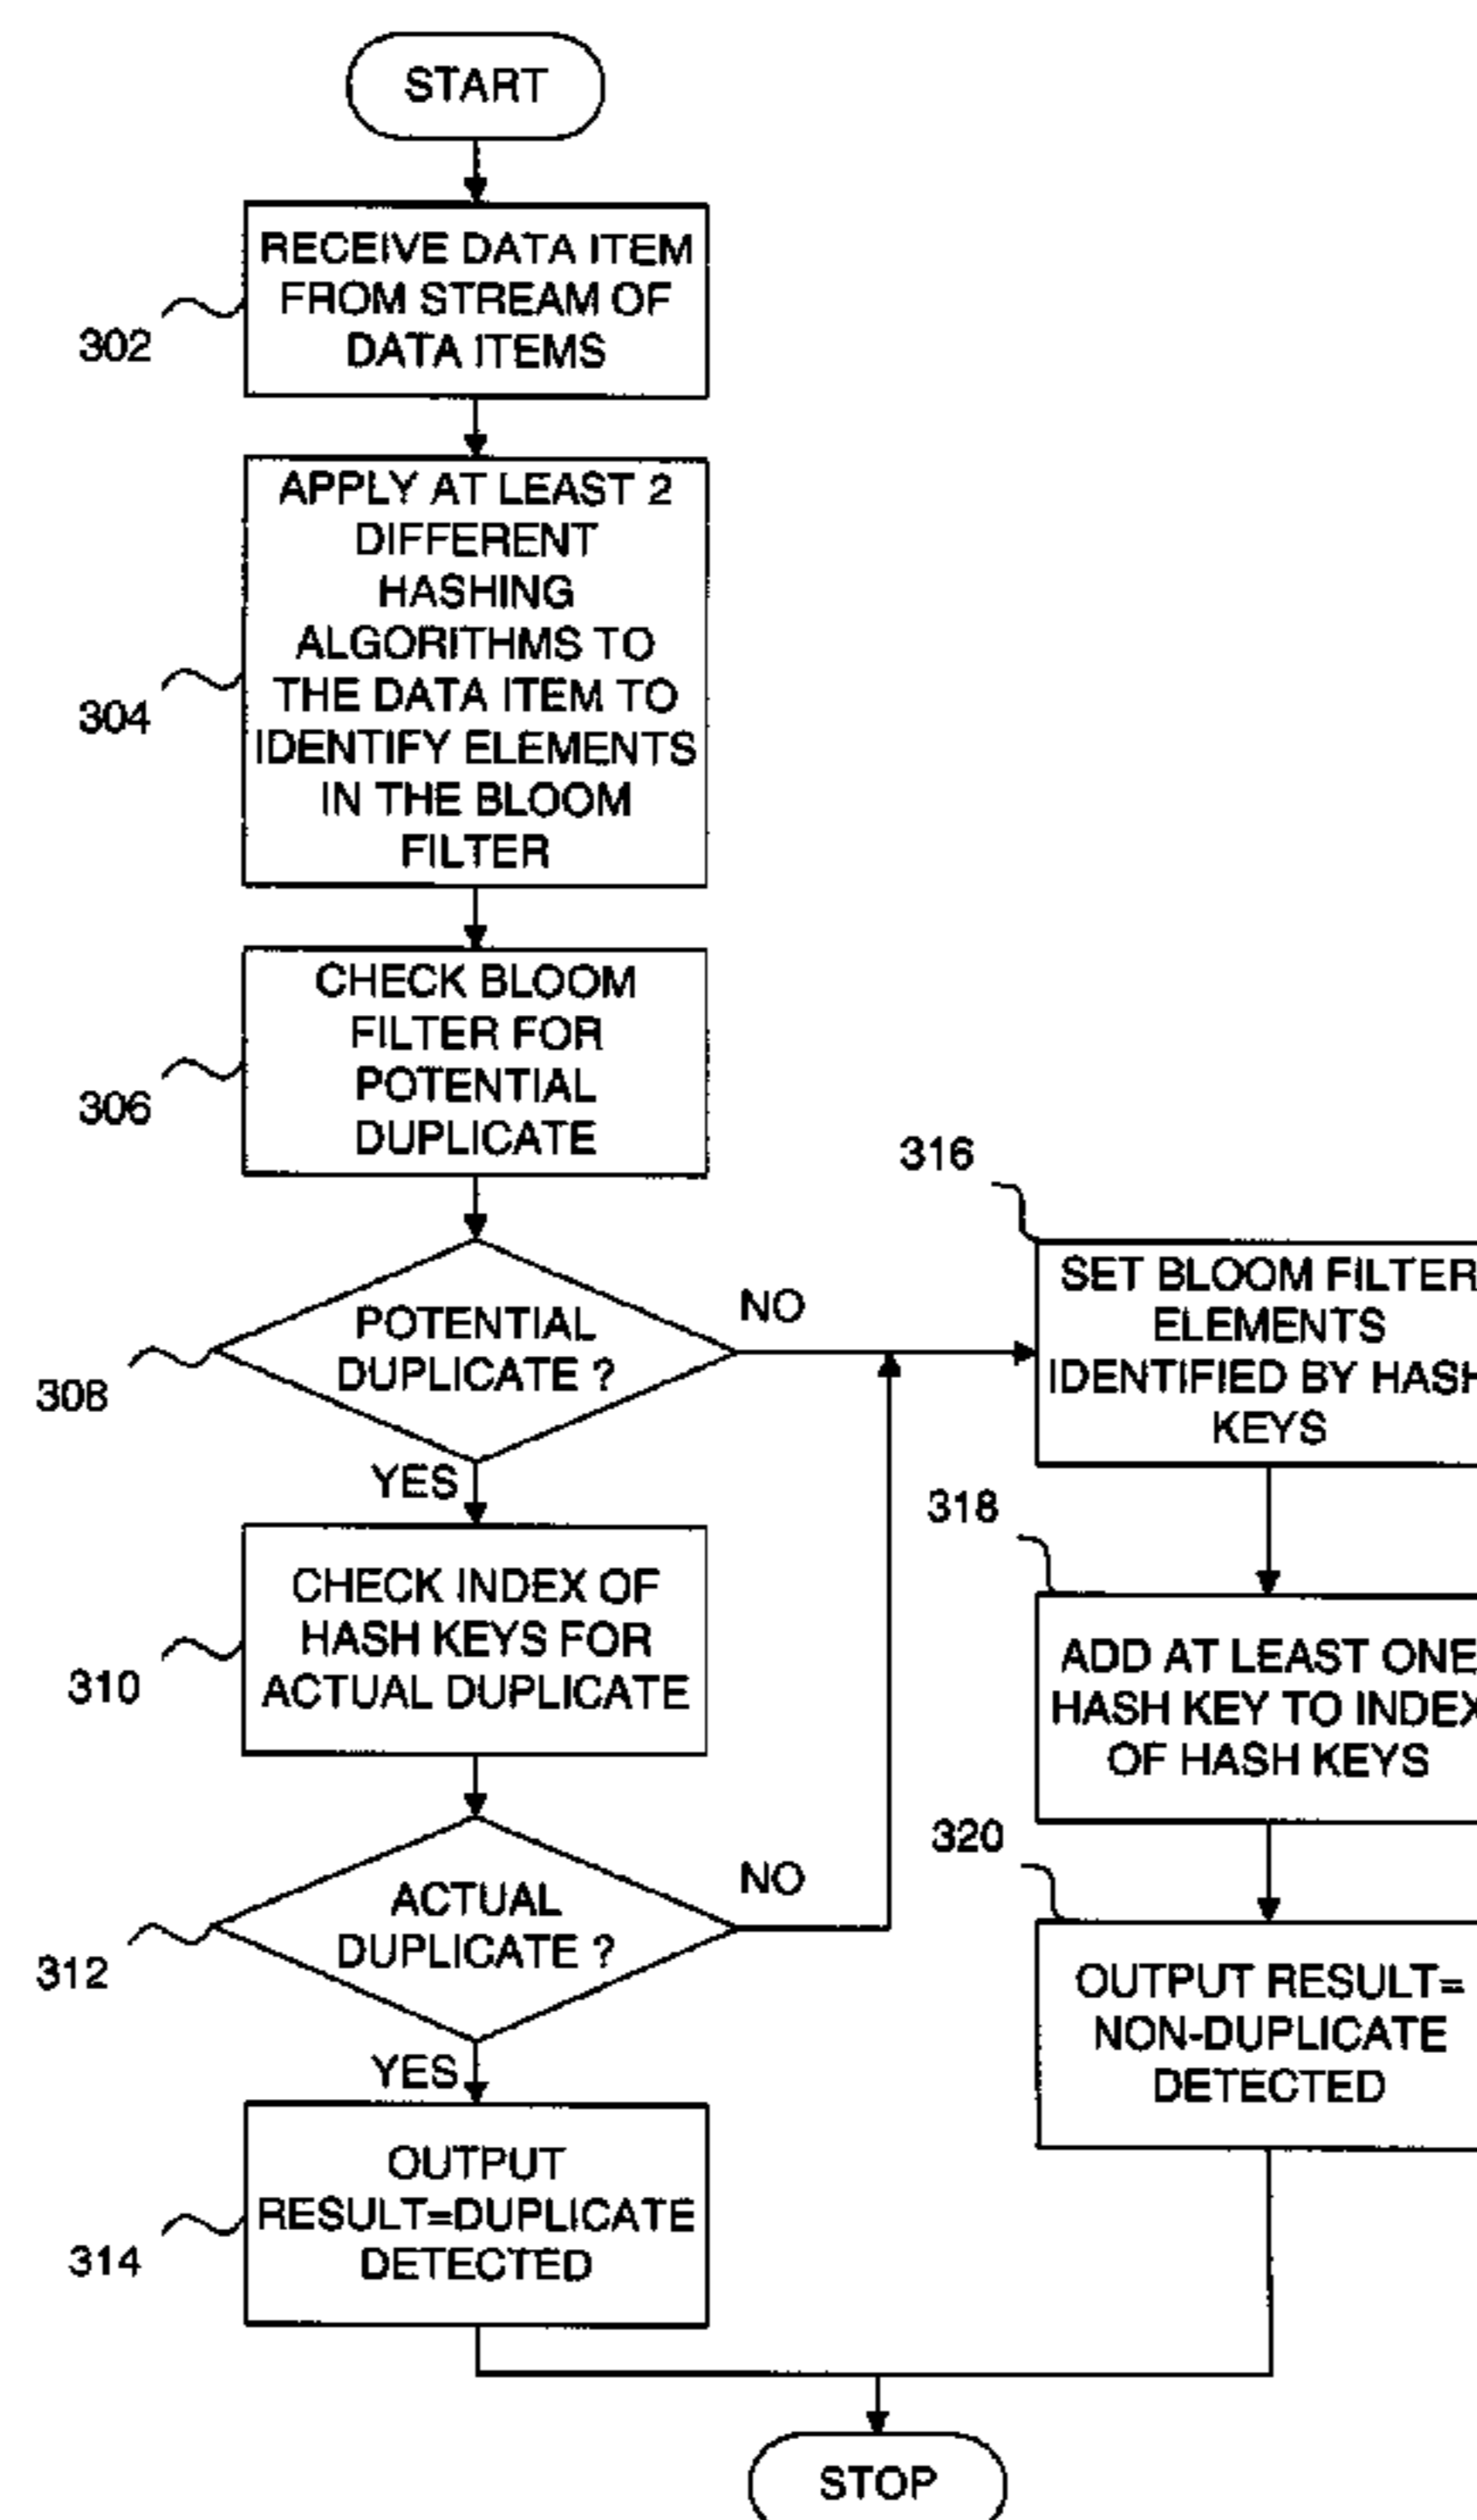 START
RECEIVE DATA ITEM
FROM STREAM OF
DATA ITEMS
302
APPLY AT LEAST 2
DIFFERENT
HASHING
ALGORITHMS TO
THE DATA ITEM TO
IDENTIFY ELEMENTS
IN THE BLOOM
FILTER
304
CHECK BLOOM
FILTER FOR
POTENTIAL
DUPLICATE
306
POTENTIAL
DUPLICATE ?
308
NO
YES
CHECK INDEX OF
HASH KEYS FOR
ACTUAL DUPLICATE
310
ACTUAL
DUPLICATE ?
312
NO
YES
OUTPUT
RESULT=DUPLICATE
DETECTED
314
316
SET BLOOM FILTER
ELEMENTS
IDENTIFIED BY HASH
KEYS
318
ADD AT LEAST ONE
HASH KEY TO INDEX
OF HASH KEYS
320
OUTPUT RESULT=
NON-DUPLICATE
DETECTED
STOP